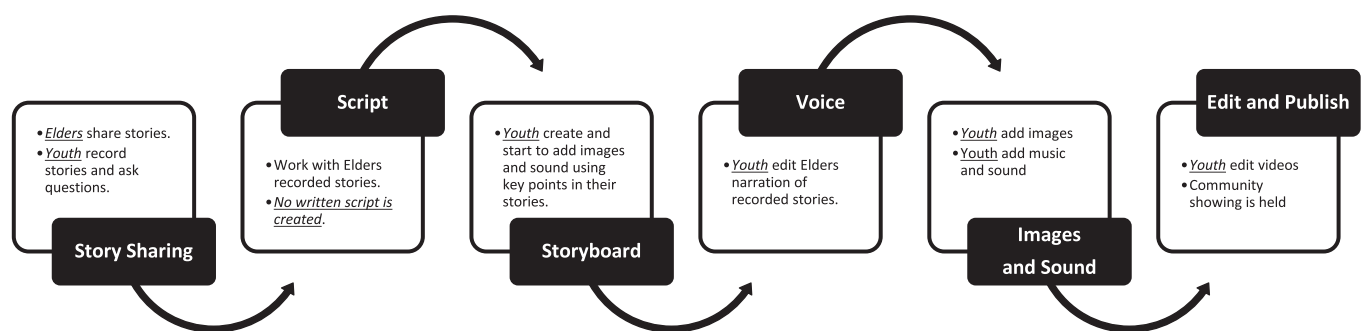 • Elders share stories.
• Youth record
stories and ask
questions.
Story Sharing
Script
• Work with Elders
recorded stories.
• No written script is
created.
• Youth create and
start to add images
and sound using
key points in their
stories.
Storyboard
Voice
• Youth edit Elders
narration of
recorded stories.
• Youth add images
• Youth add music
and sound
Images
and Sound
Edit and Publish
• Youth edit videos
• Community
showing is held